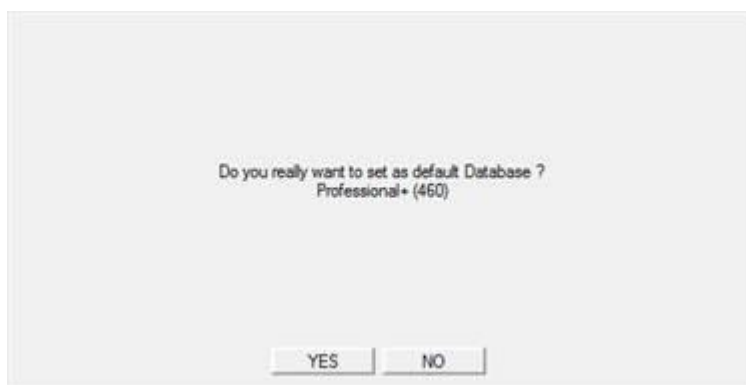 Do you really want to set as default Database ?
Professional+ (460)
YES NO